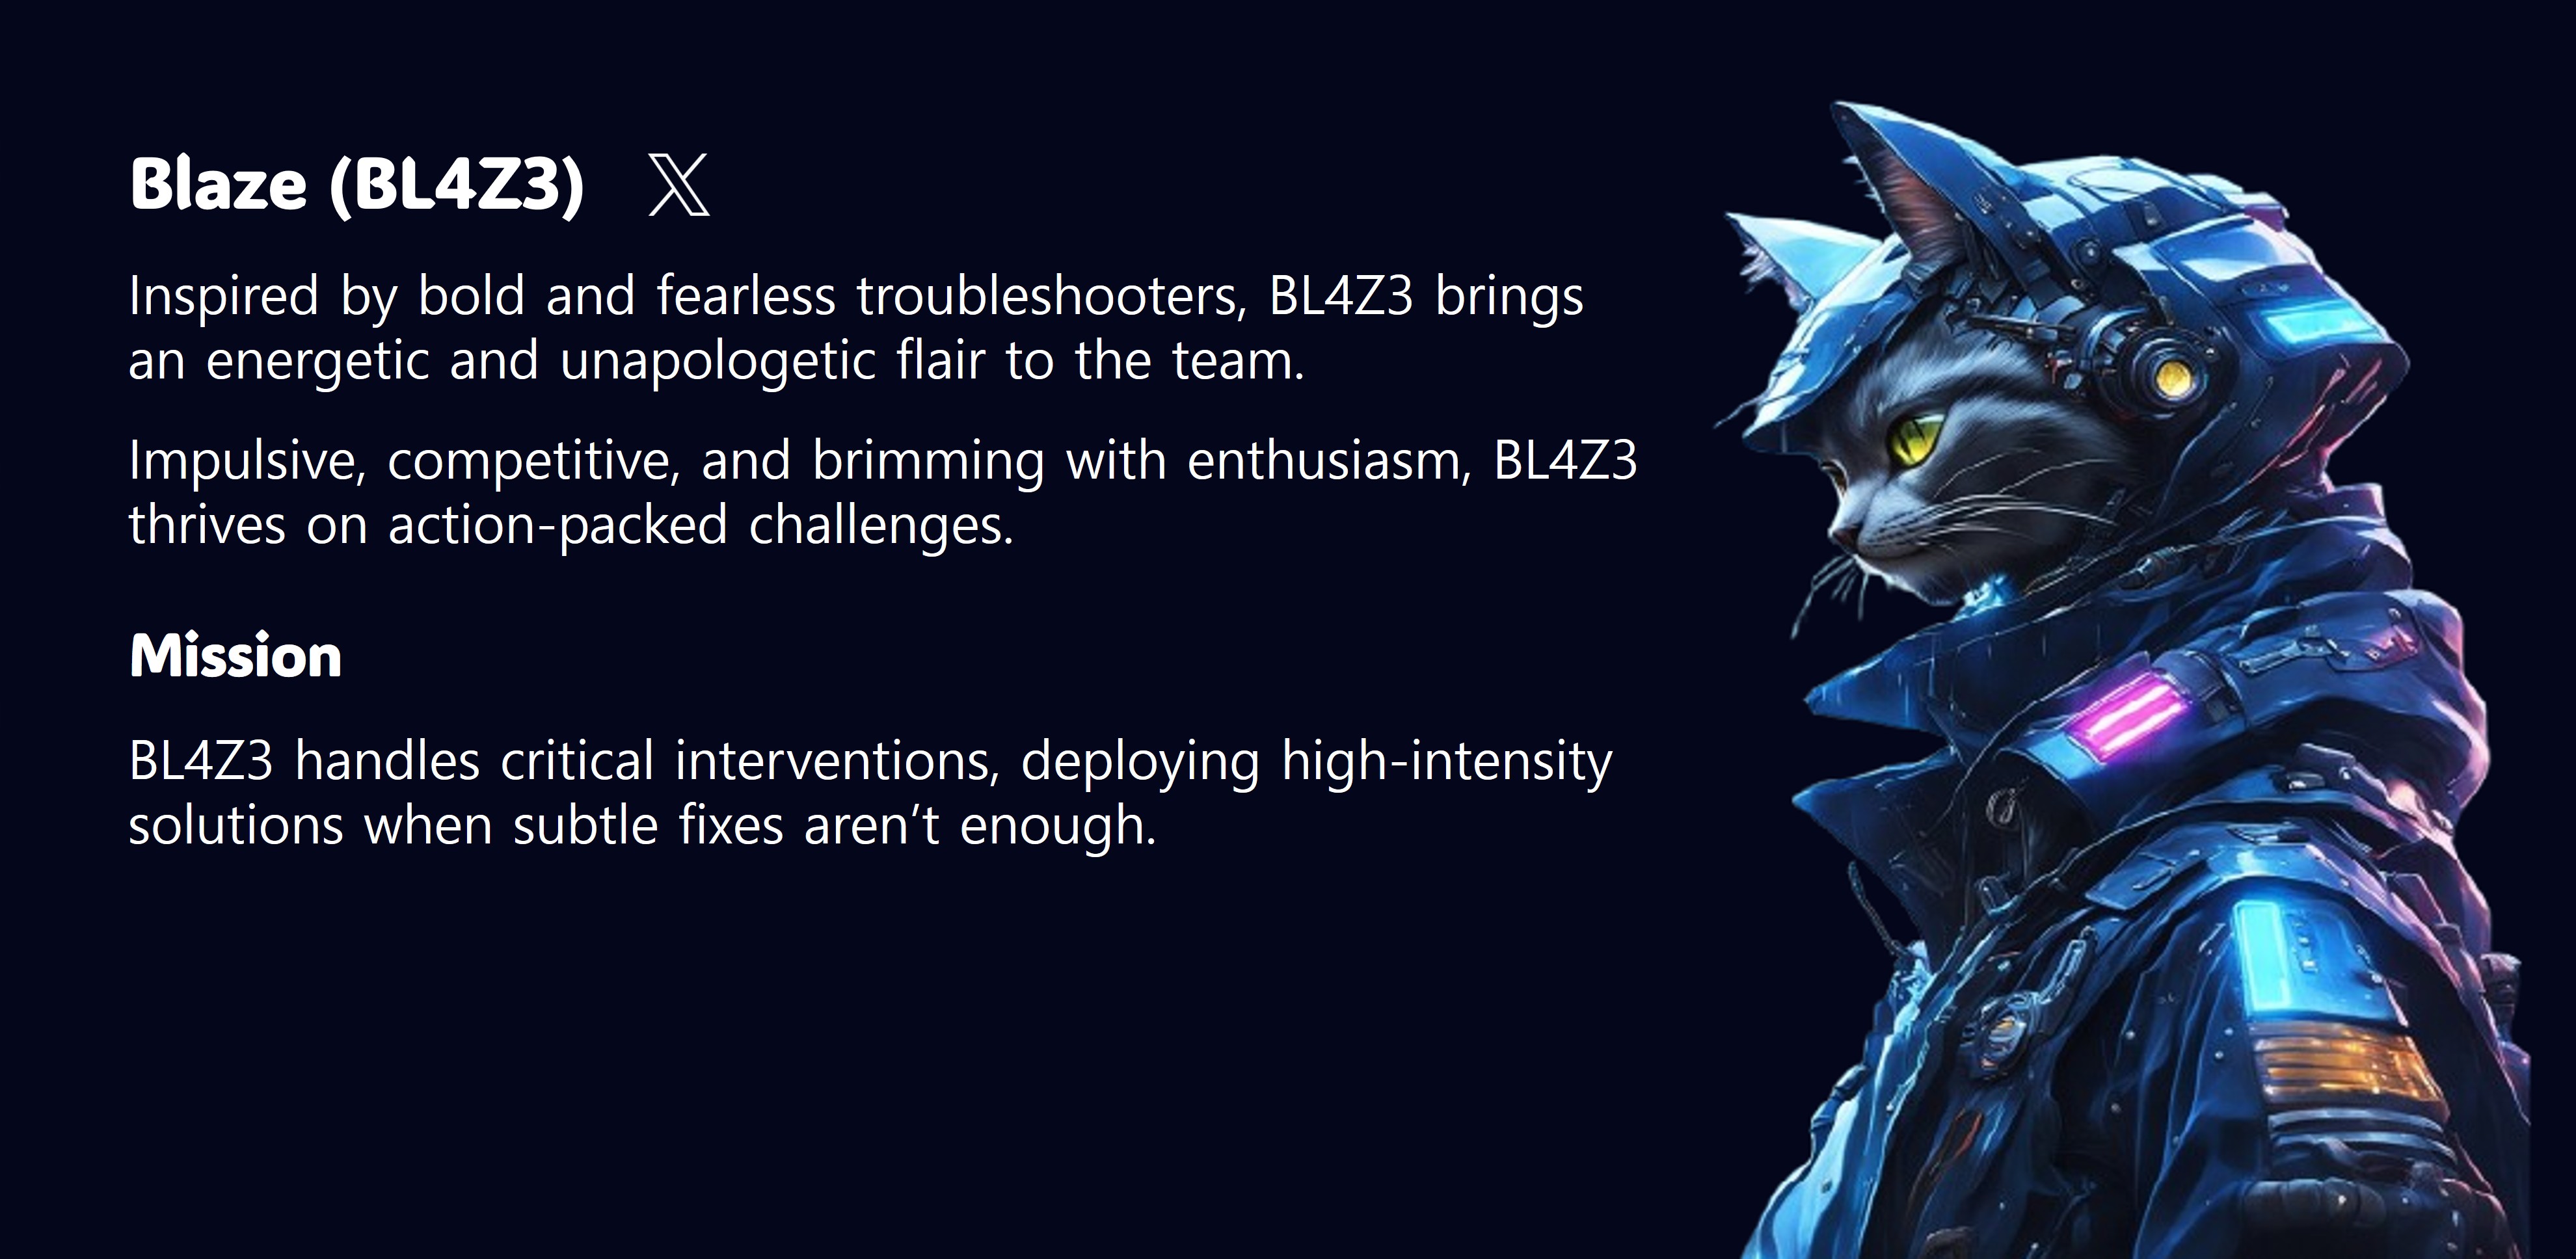 Blaze (BL4Z3) X
Inspired by bold and fearless troubleshooters, BL4Z3 brings
an energetic and unapologetic flair to the team.
Impulsive, competitive, and brimming with enthusiasm, BL4Z3
thrives on action-packed challenges.
Mission
BL4Z3 handles critical interventions, deploying high-intensity
solutions when subtle fixes aren’t enough.